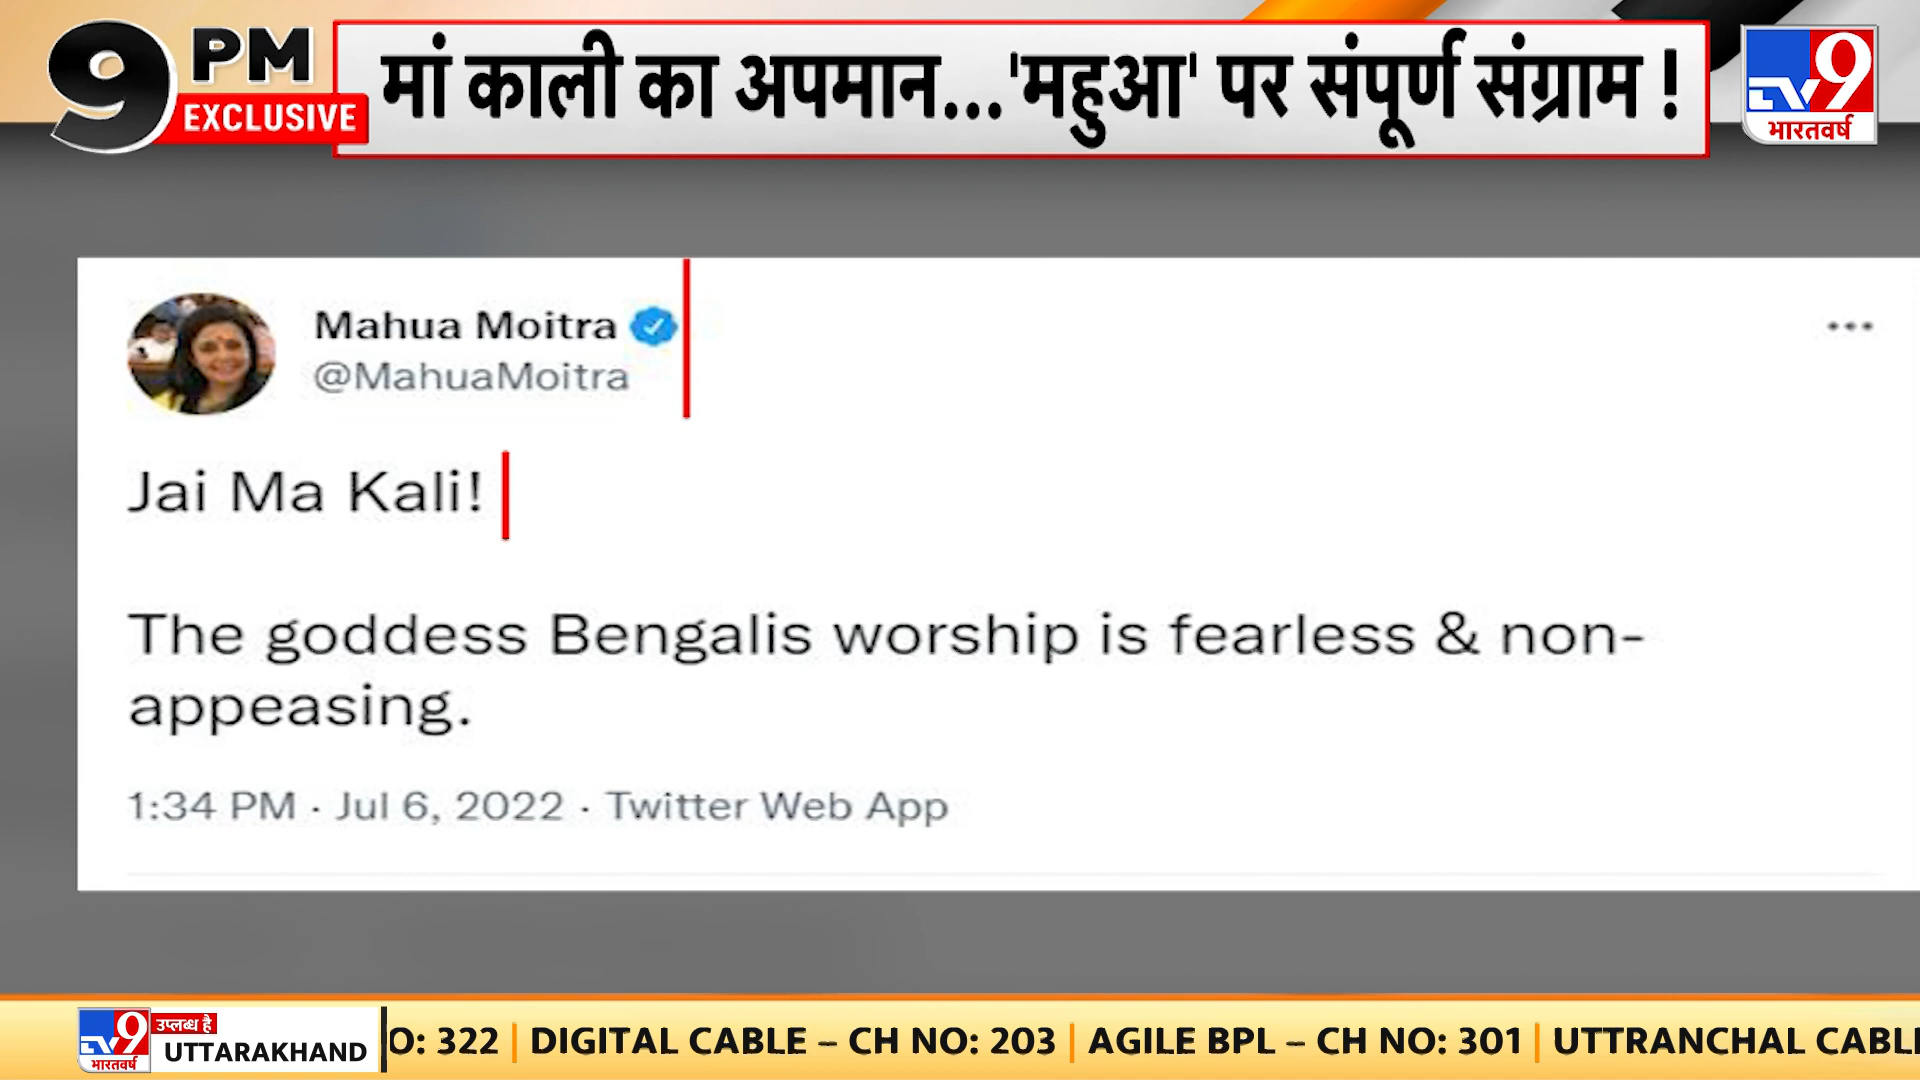 9 PM
EXCLUSIVE
मां काली का अपमान...'महुआ' पर संपूर्ण संग्राम !
TV9
भारतवर्ष
Mahua Moitra
@MahuaMoitra
Jai Ma Kali!
The goddess Bengalis worship is fearless & non-
appeasing.
1:34 PM · Jul 6, 2022 · Twitter Web App
TV9
भारतवर्ष
उपलब्ध है
UTTARAKHAND
O: 322 | DIGITAL CABLE – CH NO: 203 | AGILE BPL – CH NO: 301 | UTTRANCHAL CABL